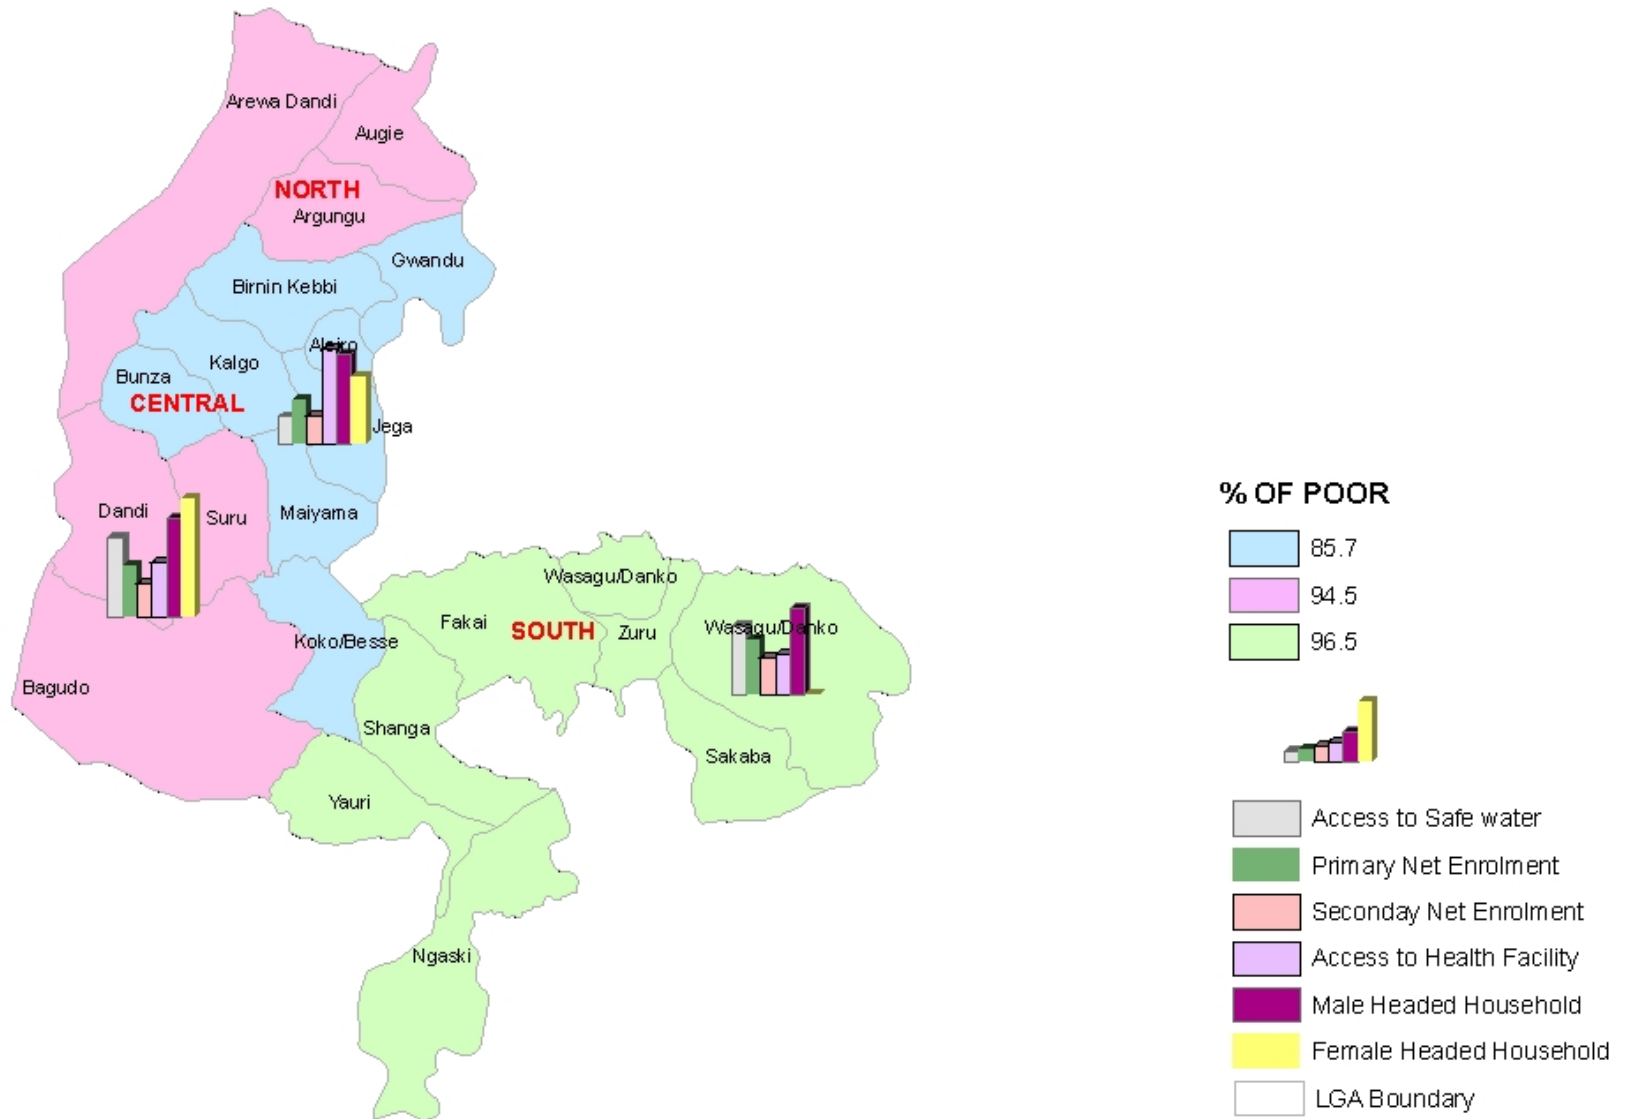 Arewa Dandi
Augie
NORTH
Argungu
Gwandu
Birnin Kebbi
Aleiro
Kalgo
Bunza
CENTRAL
Jega
Dandi
Suru
Maiyama
Wasagu/Danko
Fakai
SOUTH
Zuru
Wasagu/Danko
Koko/Besse
Bagudo
Shanga
Sakaba
Yauri
Ngaski
% OF POOR
85.7
94.5
96.5
Access to Safe water
Primary Net Enrolment
Seconday Net Enrolment
Access to Health Facility
Male Headed Household
Female Headed Household
LGA Boundary